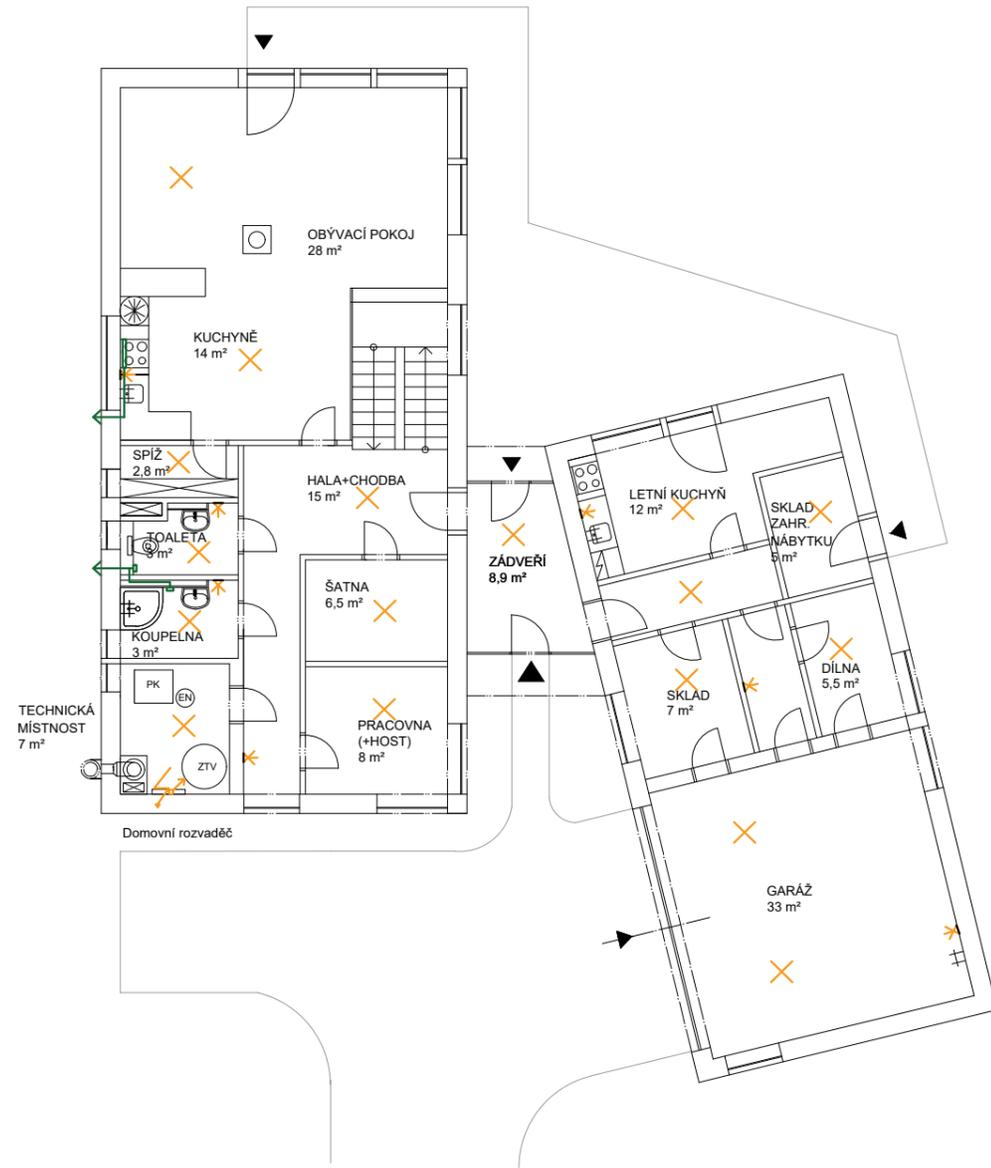 OBÝVACÍ POKOJ
28 m²
KUCHYNĚ
14 m²
SPÍŽ
2,8 m²
HALA+CHODBA
15 m²
LETNÍ KUCHYŇ
12 m²
SKLAD
ZAHR.
NÁBYTKU
5 m²
TOALETA
3 m²
ZÁDVEŘÍ
8,9 m²
ŠATNA
6,5 m²
KOUPELNA
3 m²
DÍLNA
5,5 m²
SKLAD
7 m²
PK
EN
TECHNICKÁ
MÍSTNOST
7 m²
PRACOVNA
(+HOST)
8 m²
ZTV
Domovní rozvaděč
GARÁŽ
33 m²